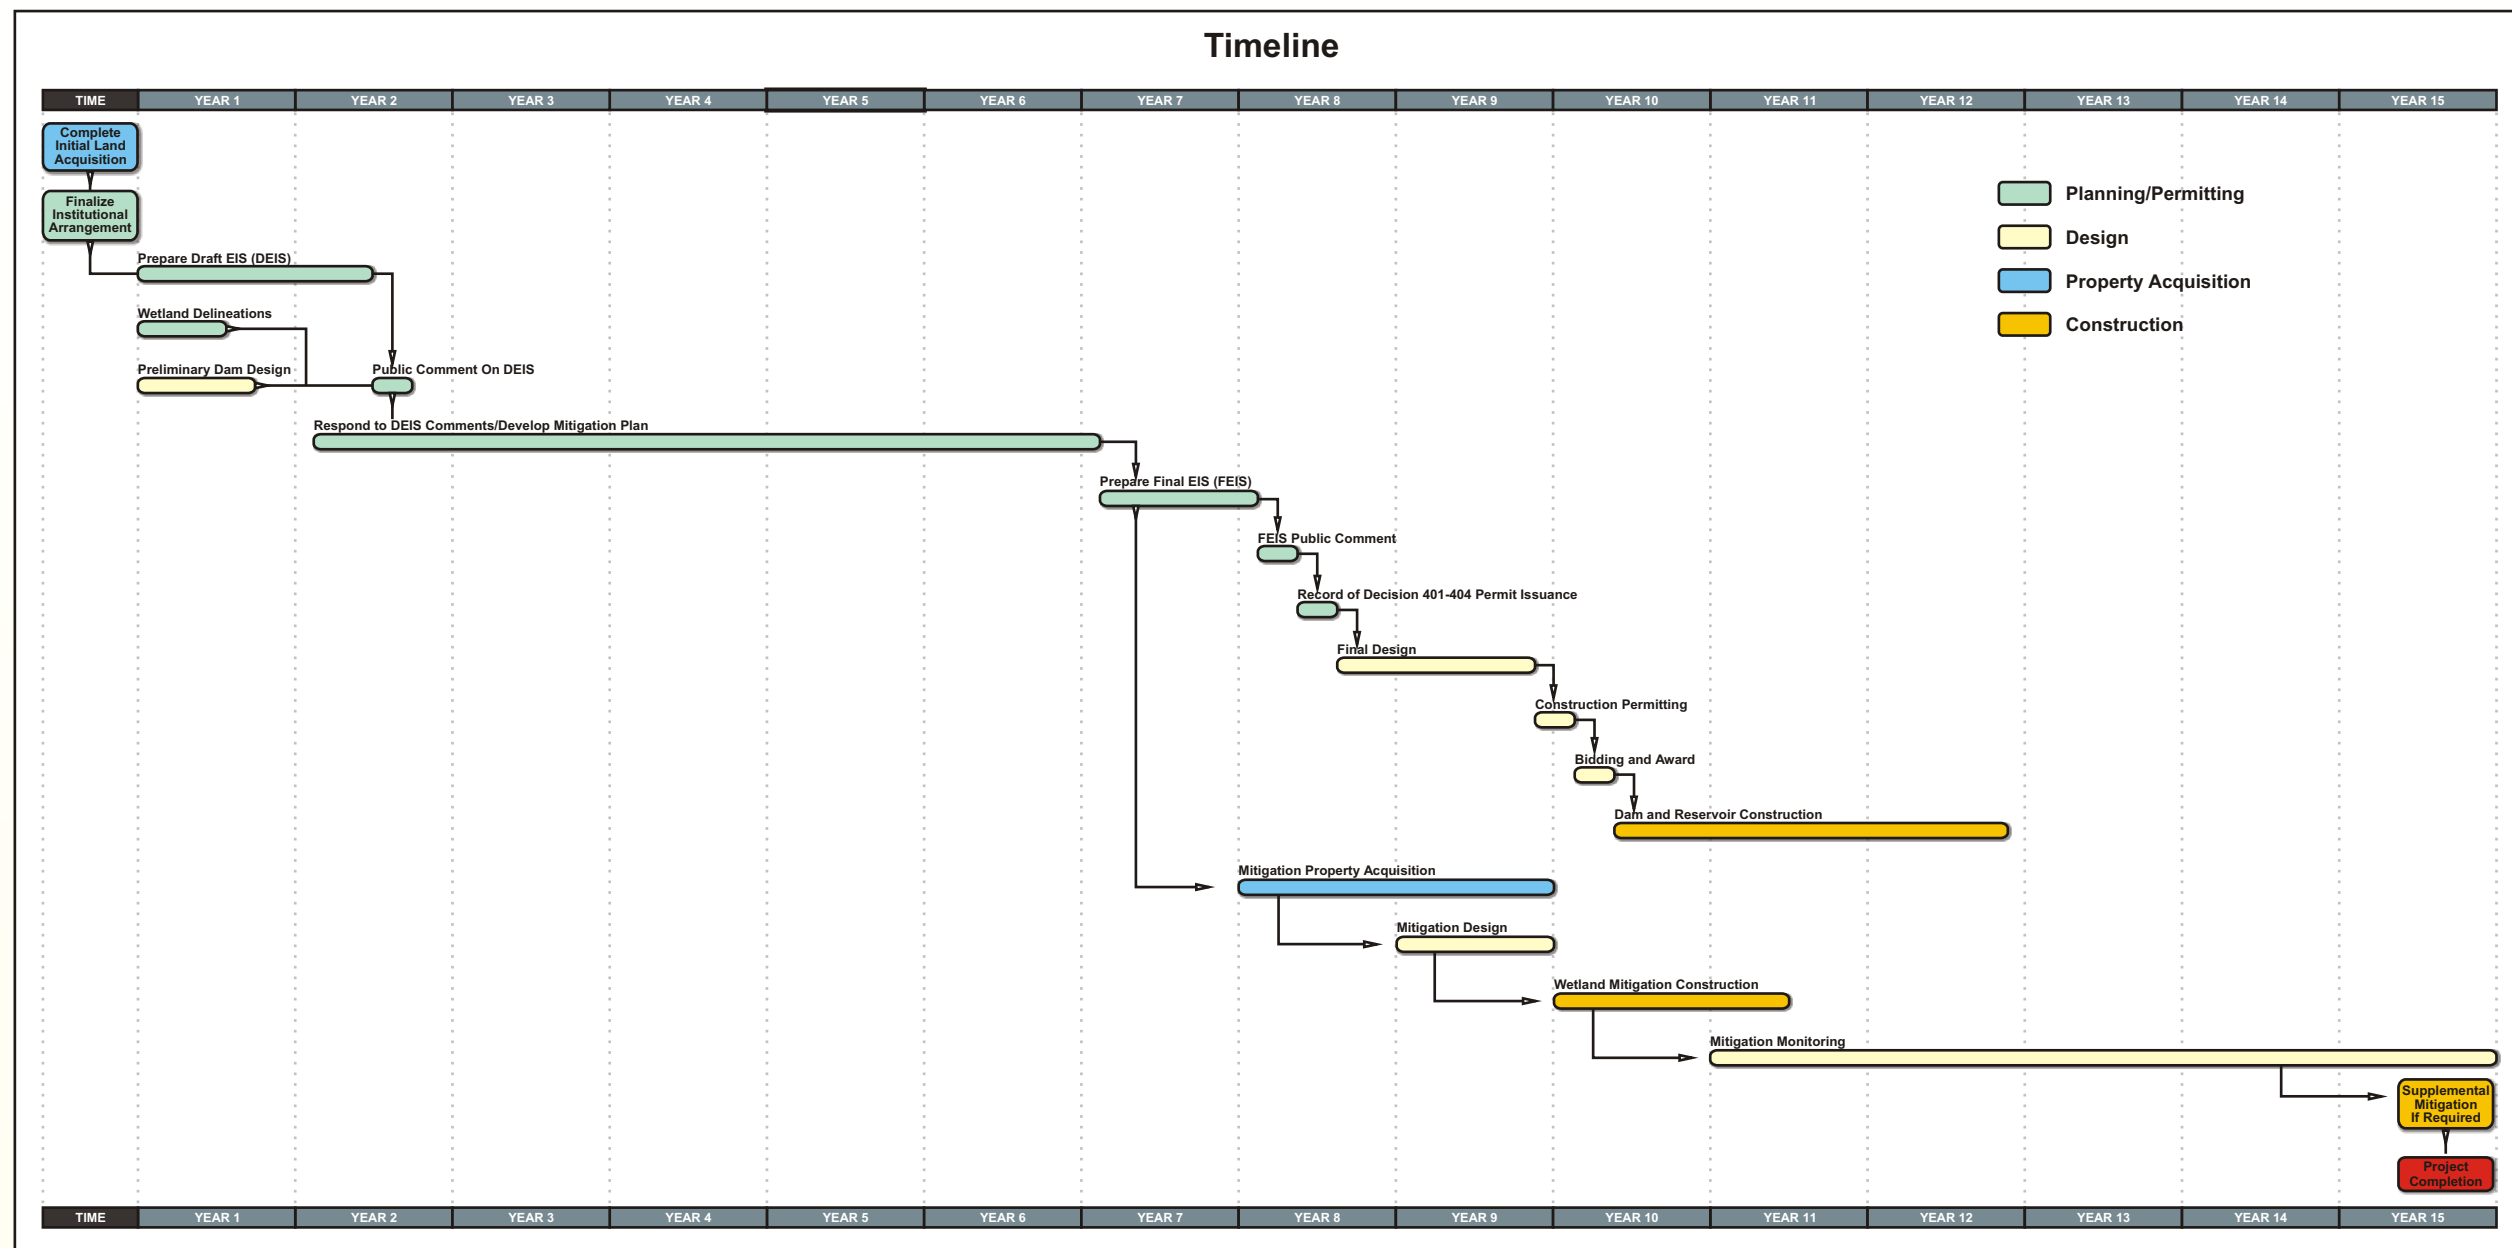 Timeline
TIME YEAR 1 YEAR 2 YEAR 3 YEAR 4 YEAR 5 YEAR 6 YEAR 7 YEAR 8 YEAR 9 YEAR 10 YEAR 11 YEAR 12 YEAR 13 YEAR 14 YEAR 15
Complete
Initial Land
Acquisition
Finalize
Institutional
Arrangement
Planning/Permitting
Design
Property Acquisition
Construction
Prepare Draft EIS (DEIS)
Wetland Delineations
Preliminary Dam Design
Public Comment On DEIS
Respond to DEIS Comments/Develop Mitigation Plan
Prepare Final EIS (FEIS)
FEIS Public Comment
Record of Decision 401-404 Permit Issuance
Final Design
Construction Permitting
Bidding and Award
Dam and Reservoir Construction
Mitigation Property Acquisition
Mitigation Design
Wetland Mitigation Construction
Mitigation Monitoring
Supplemental
Mitigation
If Required
Project
Completion
TIME YEAR 1 YEAR 2 YEAR 3 YEAR 4 YEAR 5 YEAR 6 YEAR 7 YEAR 8 YEAR 9 YEAR 10 YEAR 11 YEAR 12 YEAR 13 YEAR 14 YEAR 15